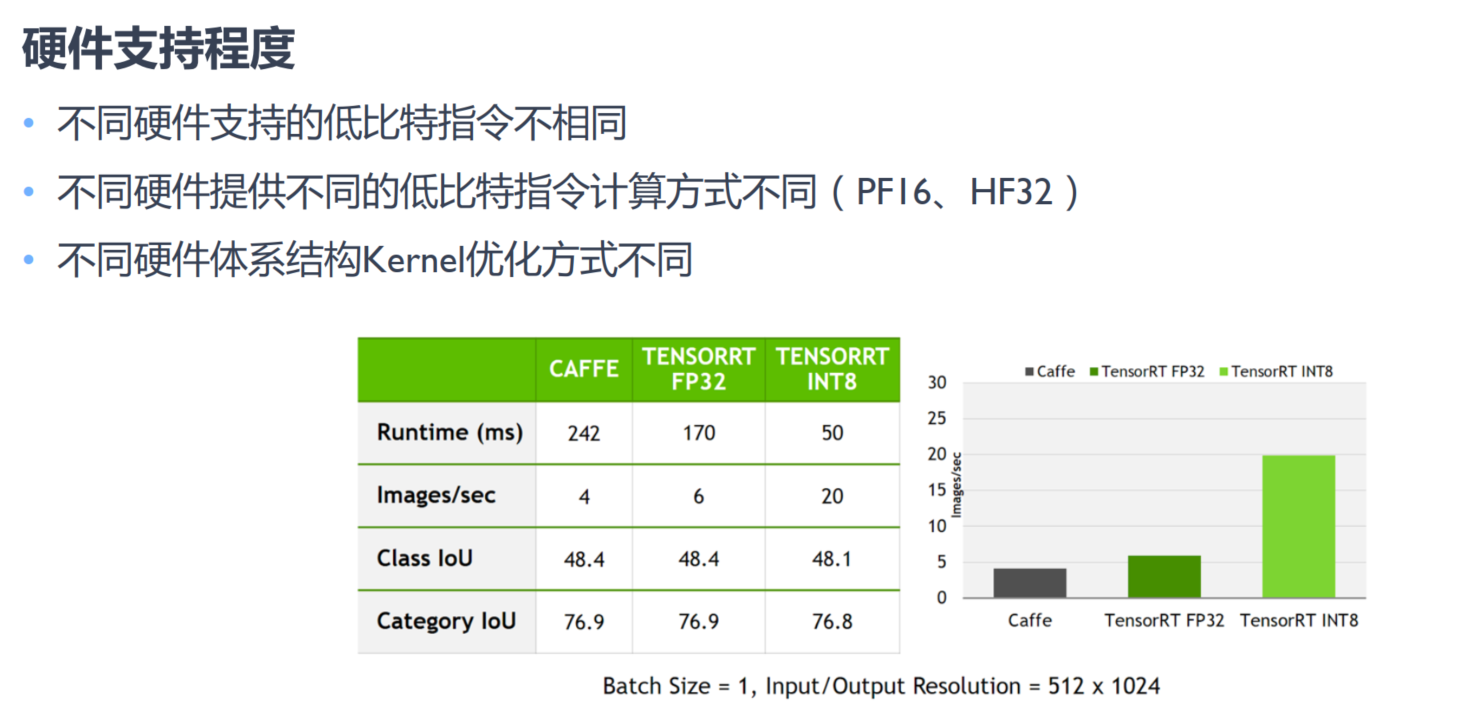 硬件支持程度
• 不同硬件支持的低比特指令不相同
• 不同硬件提供不同的低比特指令计算方式不同（PF16、HF32）
• 不同硬件体系结构Kernel优化方式不同
CAFFE TENSORRT FP32 TENSORRT INT8
Runtime (ms) 242 170 50
Images/sec 4 6 20
Class IoU 48.4 48.4 48.1
Category IoU 76.9 76.9 76.8
Caffe TensorRT FP32 TensorRT INT8
30
25
20
15
10
5
0
Images/sec
Caffe TensorRT FP32 TensorRT INT8
Batch Size = 1, Input/Output Resolution = 512 x 1024